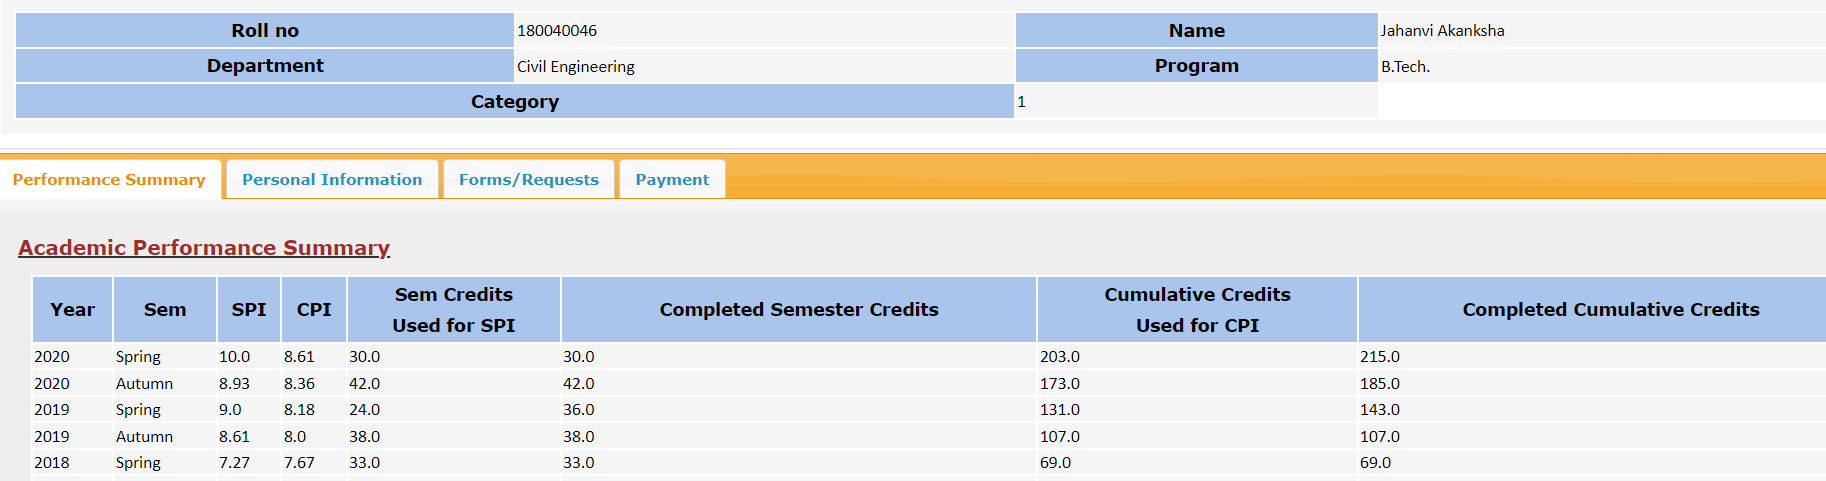 Roll no 180040046 Name Jahanvi Akanksha
Department Civil Engineering Program B.Tech.
Category 1
Performance Summary Personal Information Forms/Requests Payment
Academic Performance Summary
Year Sem SPI CPI Sem Credits Used for SPI Completed Semester Credits Cumulative Credits Used for CPI Completed Cumulative Credits
2020 Spring 10.0 8.61 30.0 30.0 203.0 215.0
2020 Autumn 8.93 8.36 42.0 42.0 173.0 185.0
2019 Spring 9.0 8.18 24.0 36.0 131.0 143.0
2019 Autumn 8.61 8.0 38.0 38.0 107.0 107.0
2018 Spring 7.27 7.67 33.0 33.0 69.0 69.0